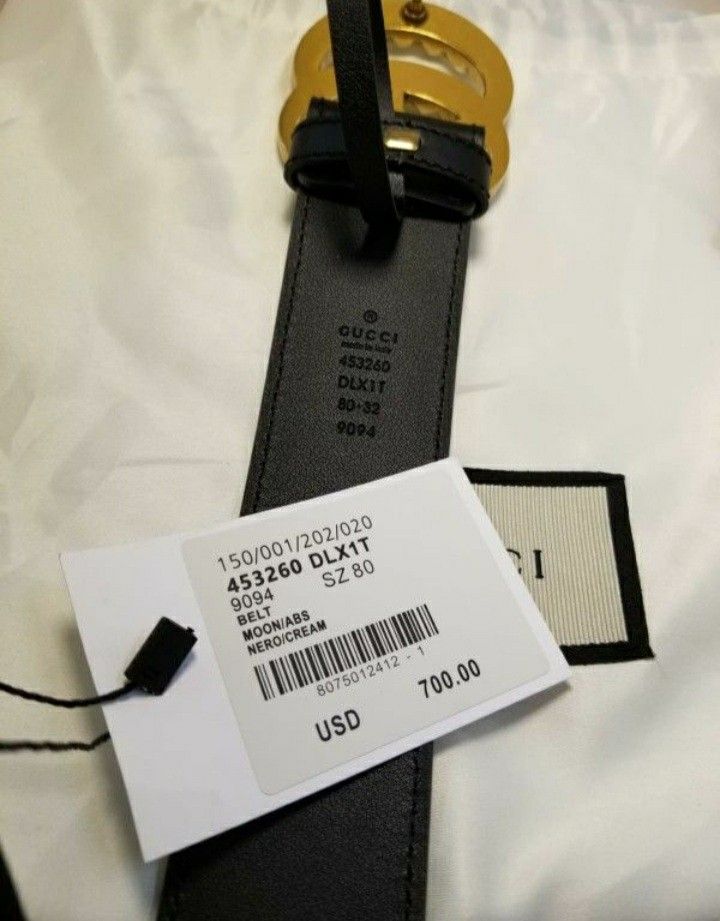 ®
GUCCI
made in italy
453260
DLX1T
80·32
9094
CI
150/001/202/020
453260 DLX1T
9094 SZ 80
BELT
MOON/ABS
NERO/CREAM
8075012412 - 1
USD 700.00